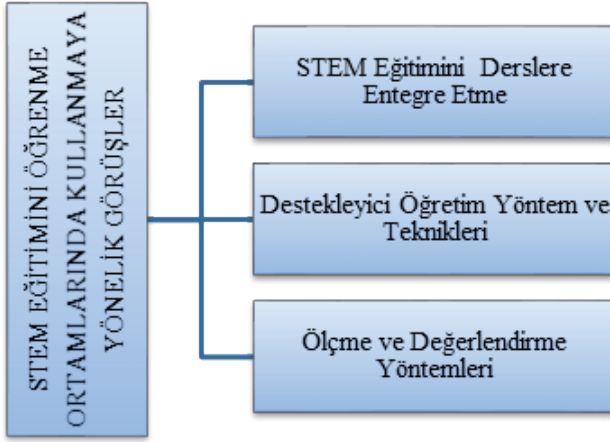 STEM EĞİTİMİNİ ÖĞRENME
ORTAMLARINDA KULLANMAYA
YÖNELİK GÖRÜŞLER
STEM Eğitimini Derslere
Entegre Etme
Destekleyici Öğretim Yöntem ve
Teknikleri
Ölçme ve Değerlendirme
Yöntemleri